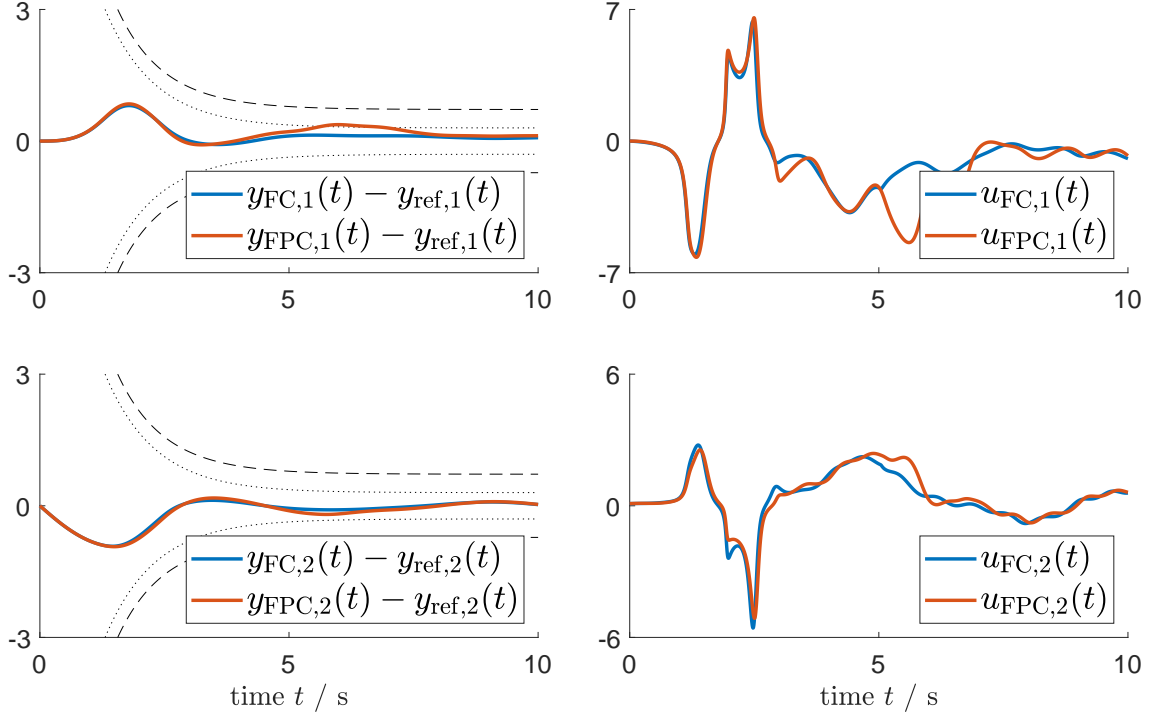 3
0
-3
0
5
10
y_FC,1(t) − y_ref,1(t)
y_FPC,1(t) − y_ref,1(t)
7
0
-7
0
5
10
u_FC,1(t)
u_FPC,1(t)
3
0
-3
0
5
10
y_FC,2(t) − y_ref,2(t)
y_FPC,2(t) − y_ref,2(t)
time t / s
6
0
-6
0
5
10
u_FC,2(t)
u_FPC,2(t)
time t / s